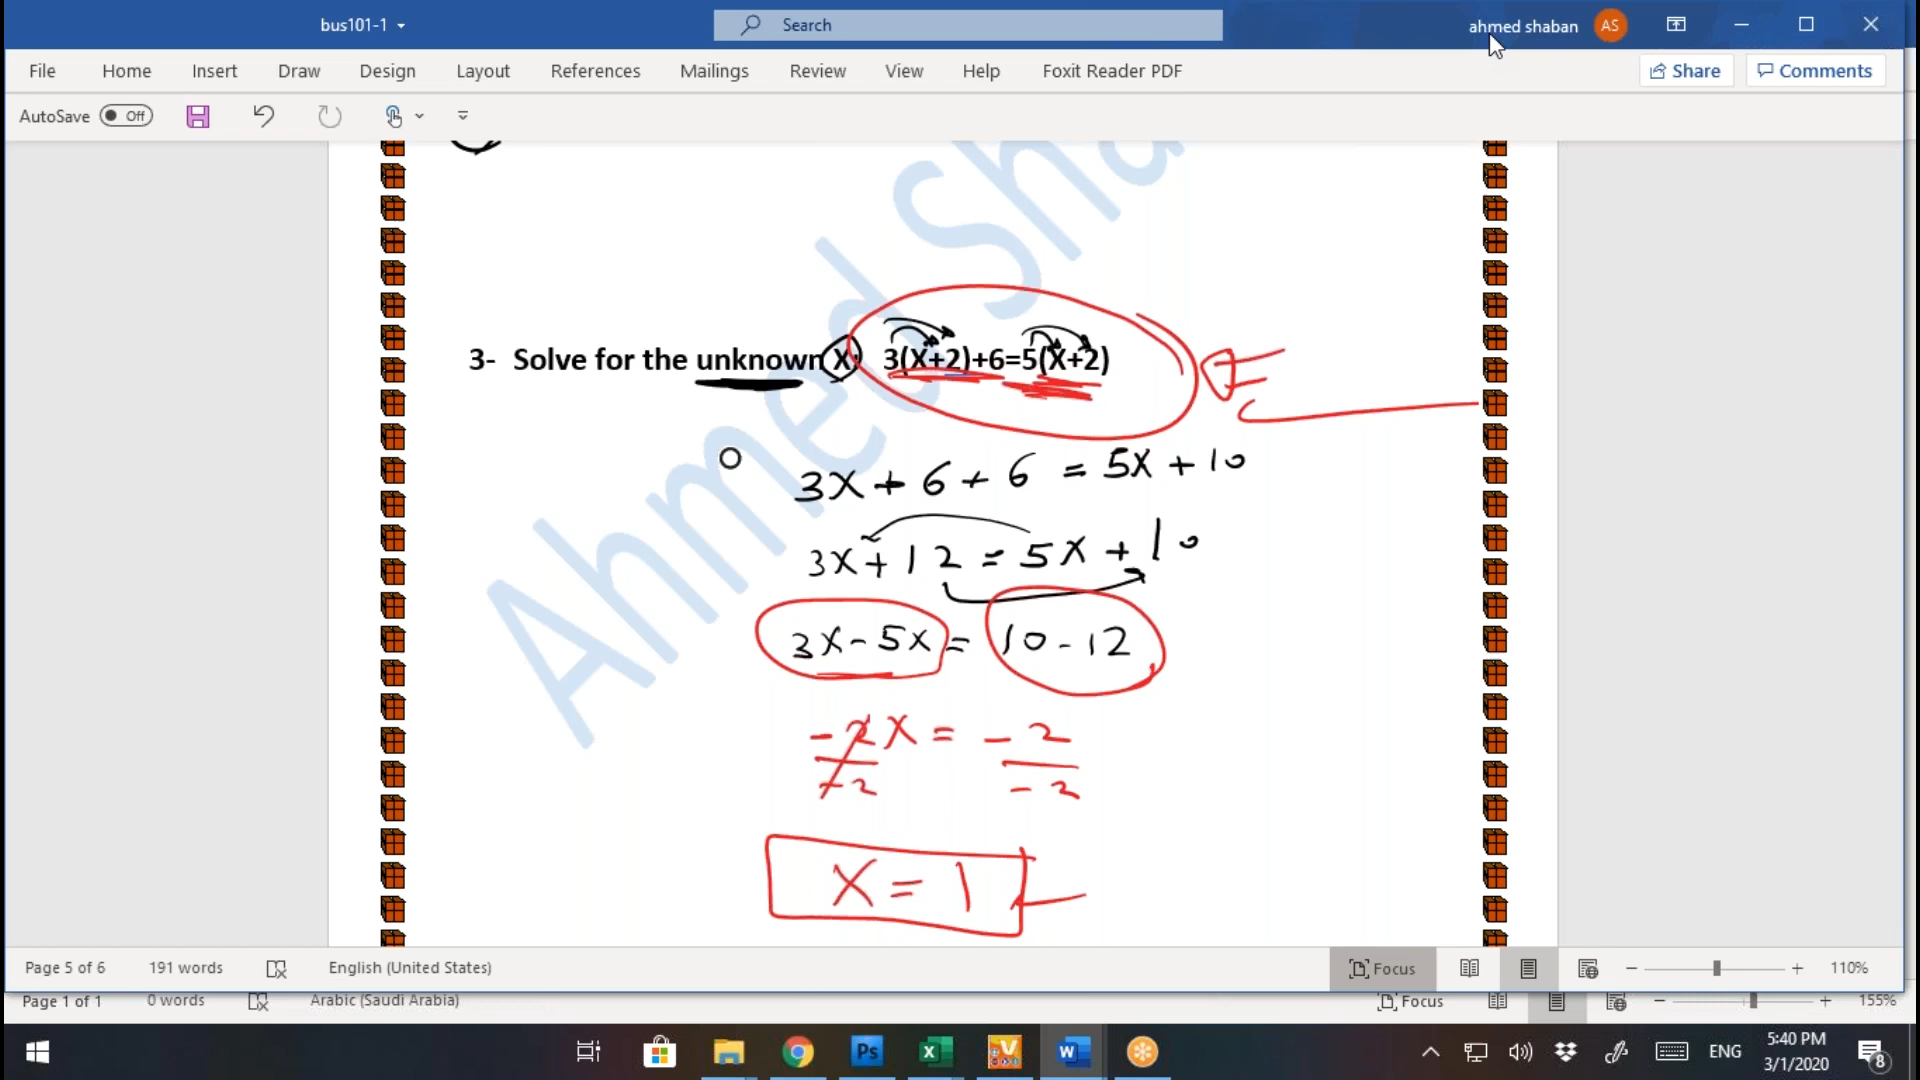 bus101-1
Search
ahmed shaban
AS
File Home Insert Draw Design Layout References Mailings Review View Help Foxit Reader PDF
Share
Comments
AutoSave Off
Ahmed Sha
3- Solve for the unknown X: 3(X+2)+6=5(X+2)
3X + 6 + 6 = 5X + 10
3X + 12 = 5X + 10
3X - 5X = 10 - 12
-2X = -2
-2 -2
X = 1
Page 5 of 6 191 words English (United States) Focus 110%
Page 1 of 1 0 words Arabic (Saudi Arabia) Focus 155%
Ps
ENG
5:40 PM
3/1/2020
8